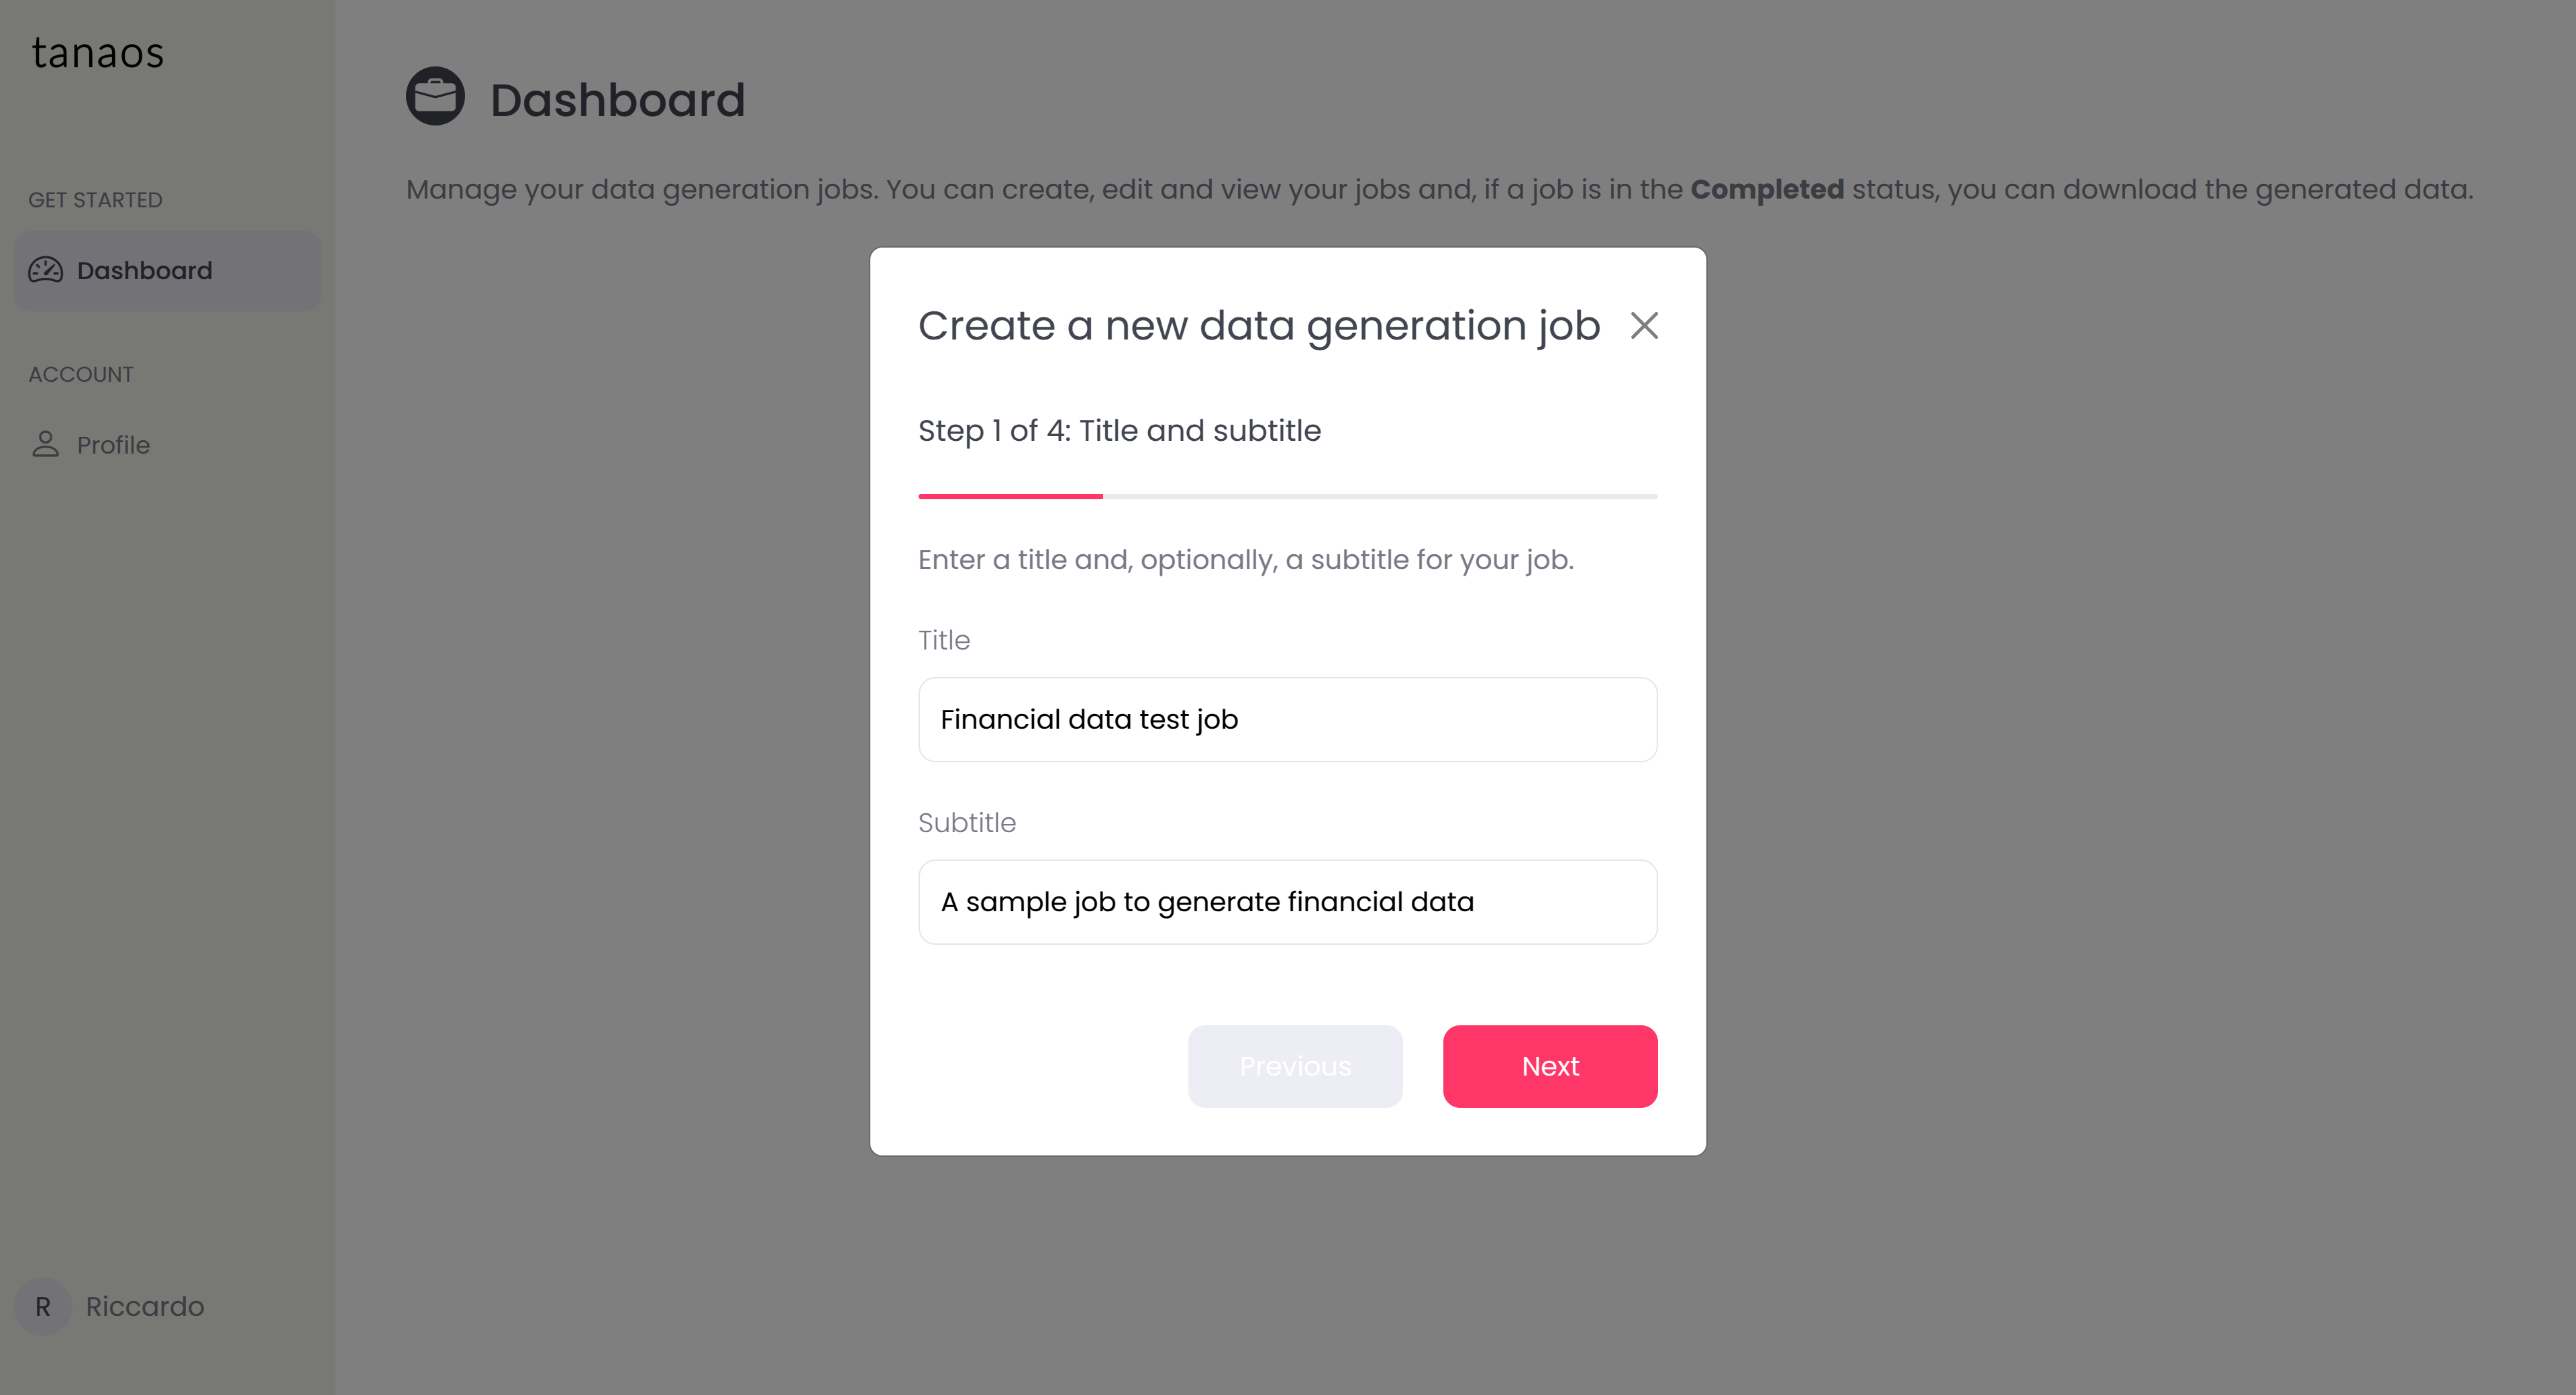 tanaos
GET STARTED
Dashboard
ACCOUNT
Profile
R
Riccardo
Dashboard
Manage your data generation jobs. You can create, edit and view your jobs and, if a job is in the Completed status, you can download the generated data.
Create a new data generation job
Step 1 of 4: Title and subtitle
Enter a title and, optionally, a subtitle for your job.
Title
Financial data test job
Subtitle
A sample job to generate financial data
Previous
Next